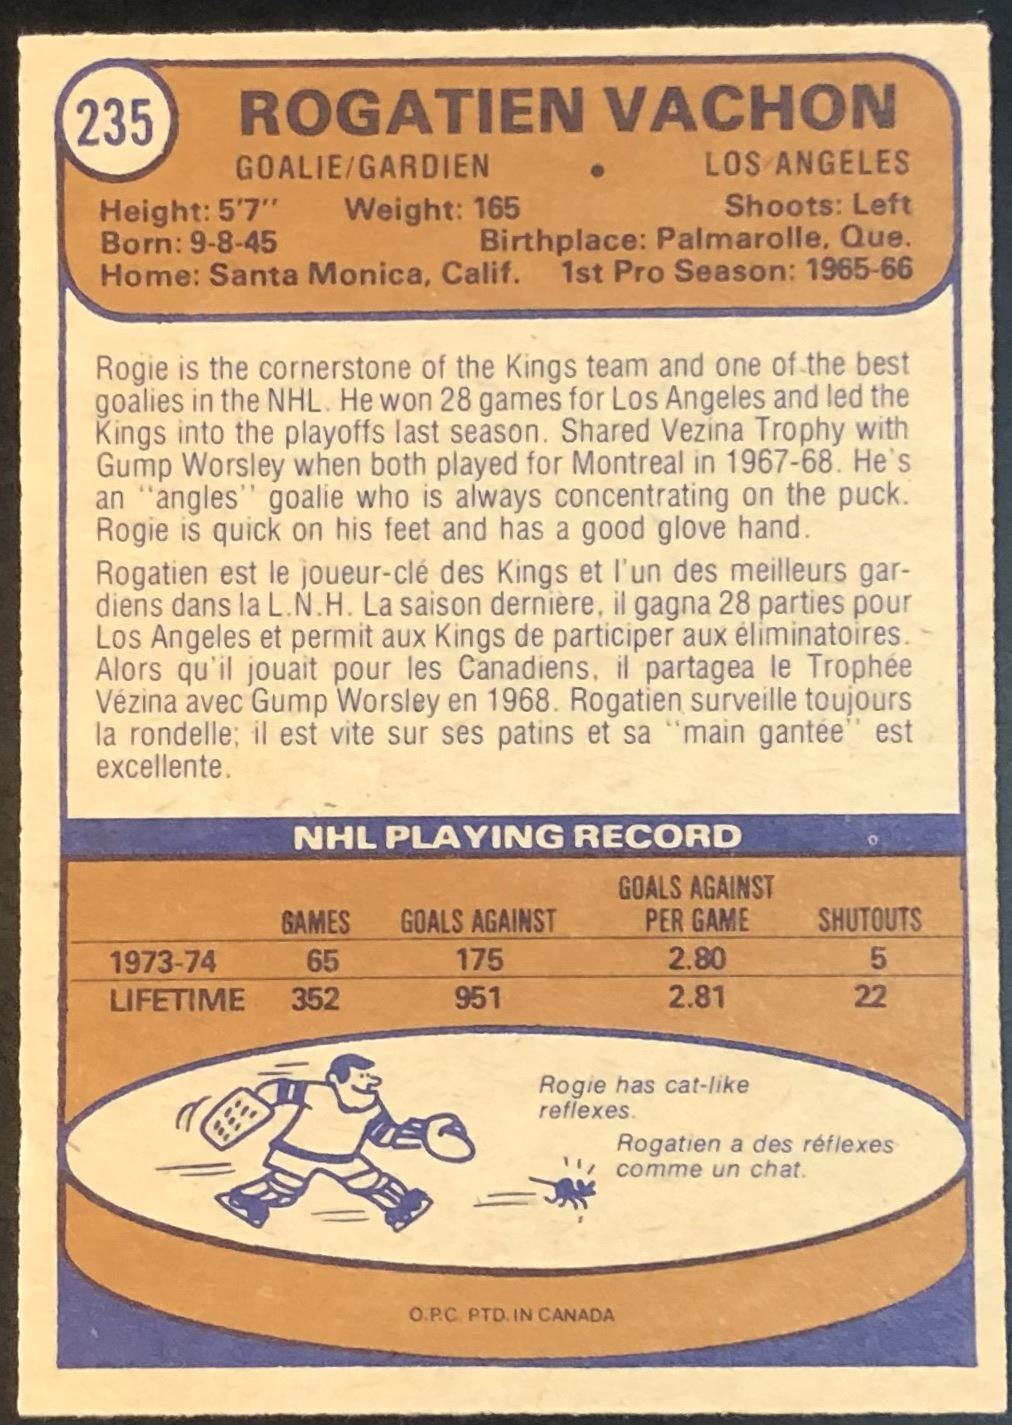 235
ROGATIEN VACHON
GOALIE/GARDIEN • LOS ANGELES
Height: 5'7" Weight: 165 Shoots: Left
Born: 9-8-45 Birthplace: Palmarolle, Que.
Home: Santa Monica, Calif. 1st Pro Season: 1965-66
Rogie is the cornerstone of the Kings team and one of the best
goalies in the NHL. He won 28 games for Los Angeles and led the
Kings into the playoffs last season. Shared Vezina Trophy with
Gump Worsley when both played for Montreal in 1967-68. He's
an "angles" goalie who is always concentrating on the puck.
Rogie is quick on his feet and has a good glove hand.
Rogatien est le joueur-clé des Kings et l'un des meilleurs gar-
diens dans la L.N.H. La saison dernière, il gagna 28 parties pour
Los Angeles et permit aux Kings de participer aux éliminatoires.
Alors qu'il jouait pour les Canadiens, il partagea le Trophée
Vézina avec Gump Worsley en 1968. Rogatien surveille toujours
la rondelle; il est vite sur ses patins et sa "main gantée" est
excellente.
NHL PLAYING RECORD
GAMES GOALS AGAINST GOALS AGAINST PER GAME SHUTOUTS
1973-74 65 175 2.80 5
LIFETIME 352 951 2.81 22
Rogie has cat-like
reflexes.
Rogatien a des réflexes
comme un chat.
O.P.C. PTD. IN CANADA